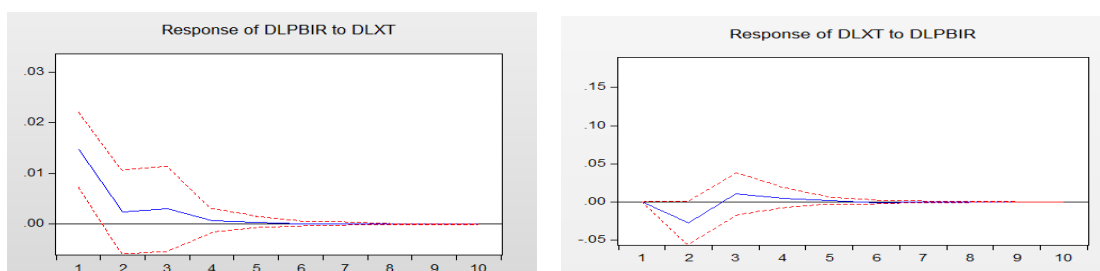 Response of DLPBIR to DLXT
.03
.02
.01
.00
1 2 3 4 5 6 7 8 9 10
Response of DLXT to DLPBIR
.15
.10
.05
.00
-.05
1 2 3 4 5 6 7 8 9 10